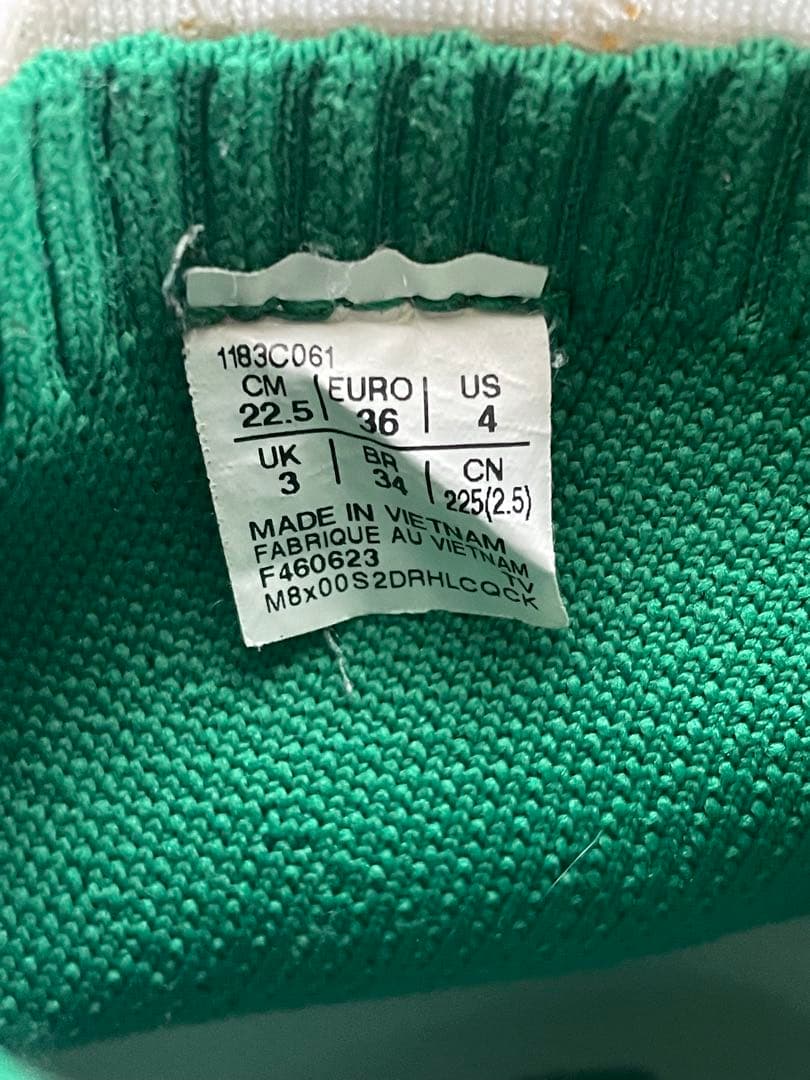 1183C061
CM | EURO | US
22.5 | 36 | 4
UK | BR | CN
3 | 34 | 225(2.5)
MADE IN VIETNAM
FABRIQUE AU VIETNAM
F460623 TV
M8x00S2DRHLCQCK